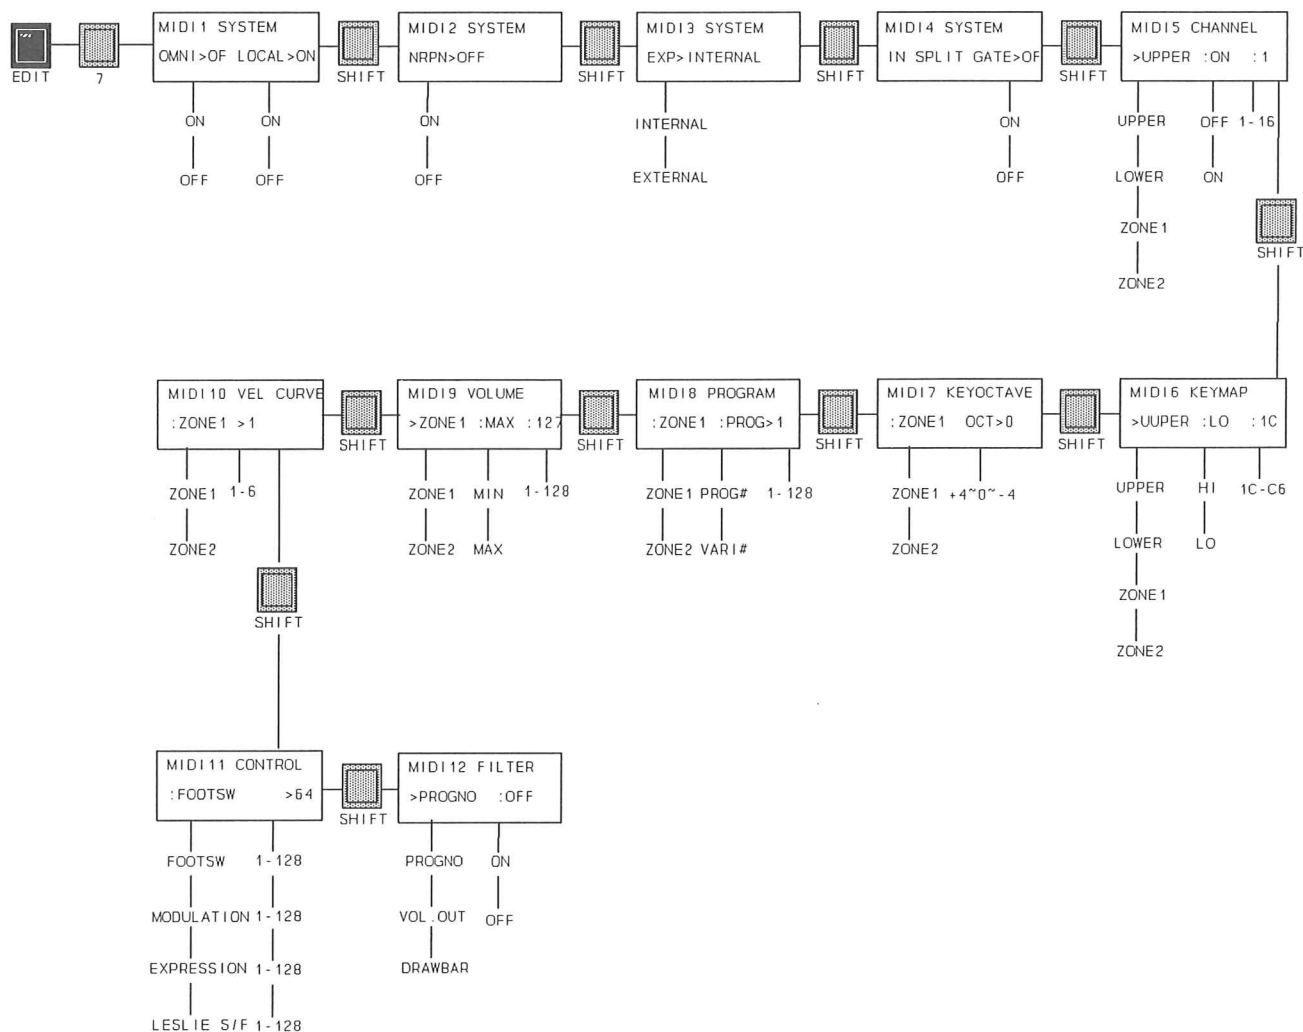 EDIT
7
MIDI1 SYSTEM
OMNI>OF LOCAL>ON
ON
ON
OFF
OFF
SHIFT
MIDI2 SYSTEM
NRPN>OFF
ON
OFF
SHIFT
MIDI3 SYSTEM
EXP>INTERNAL
INTERNAL
EXTERNAL
SHIFT
MIDI4 SYSTEM
IN SPLIT GATE>OF
ON
OFF
SHIFT
MIDI5 CHANNEL
>UPPER :ON :1
UPPER OFF 1-16
LOWER ON
ZONE1
ZONE2
SHIFT
MIDI6 KEYMAP
>UUPER :LO :1C
UPPER HI 1C-C6
LOWER LO
ZONE1
ZONE2
SHIFT
MIDI7 KEYOCTAVE
:ZONE1 OCT>0
ZONE1 +4~0~-4
ZONE2
SHIFT
MIDI8 PROGRAM
:ZONE1 :PROG>1
ZONE1 PROG# 1-128
ZONE2 VARI#
SHIFT
MIDI9 VOLUME
>ZONE1 :MAX :127
ZONE1 MIN 1-128
ZONE2 MAX
SHIFT
MIDI10 VEL CURVE
:ZONE1 >1
ZONE1 1-6
ZONE2
SHIFT
MIDI11 CONTROL
:FOOTSW >64
FOOTSW 1-128
MODULATION 1-128
EXPRESSION 1-128
LESLIE S/F 1-128
SHIFT
MIDI12 FILTER
>PROGNO :OFF
PROGNO ON
VOL.OUT OFF
DRAWBAR